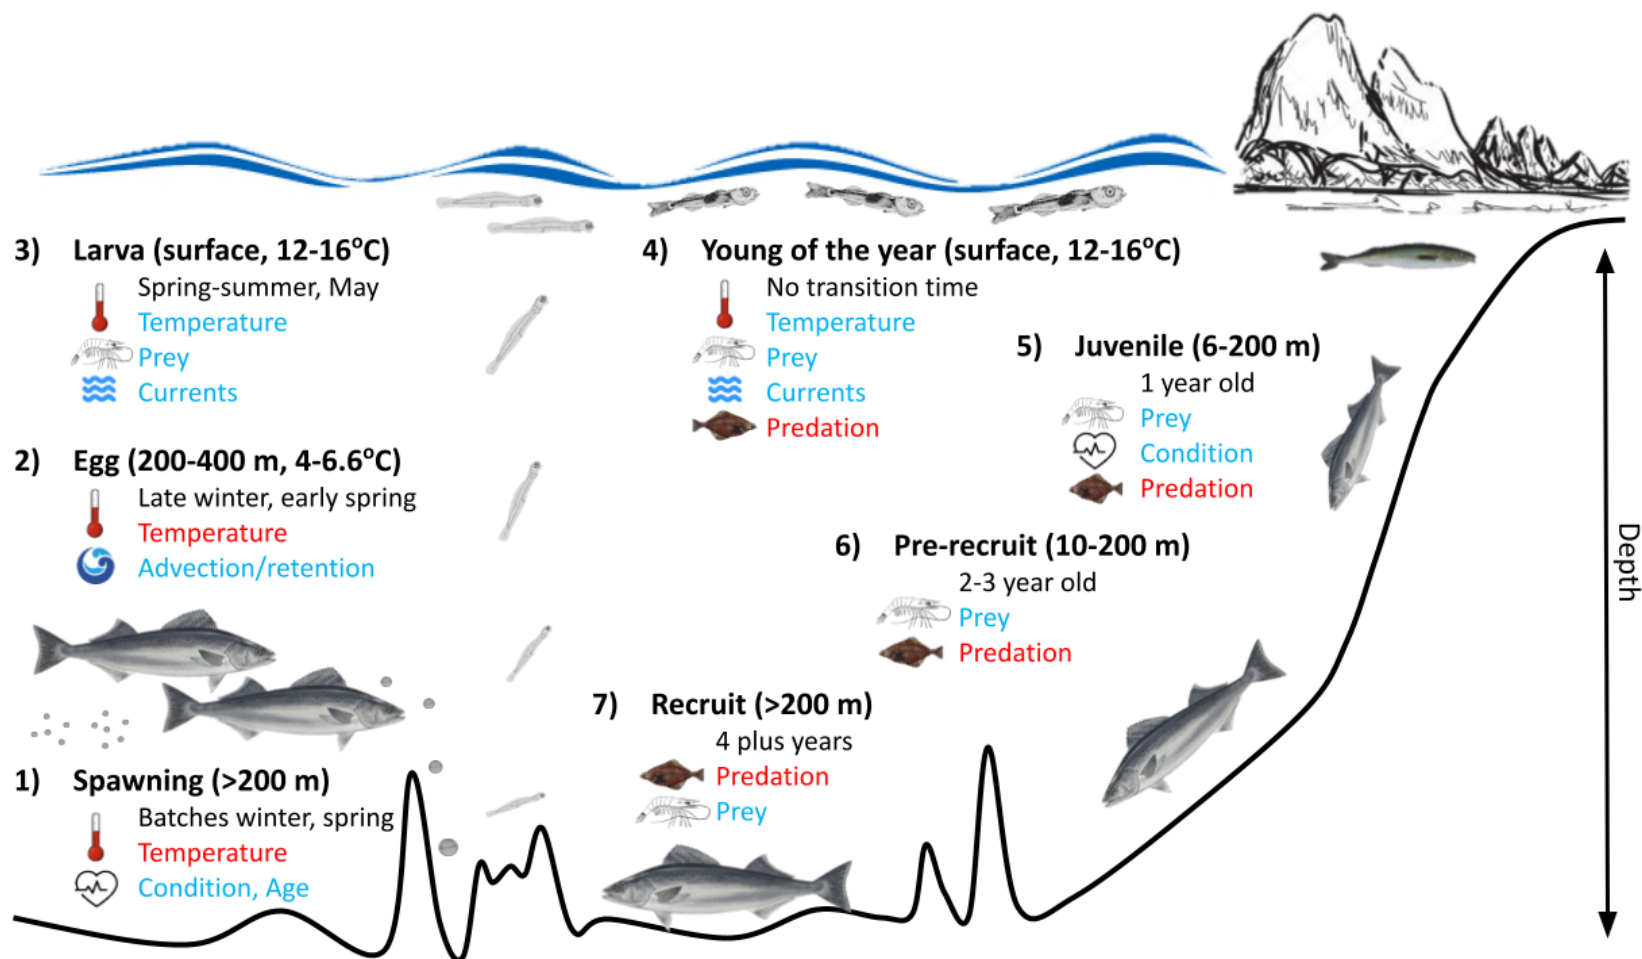 3) Larva (surface, 12-16ºC)
Spring-summer, May
Temperature
Prey
Currents
4) Young of the year (surface, 12-16ºC)
No transition time
Temperature
Prey
Currents
Predation
5) Juvenile (6-200 m)
1 year old
Prey
Condition
Predation
2) Egg (200-400 m, 4-6.6ºC)
Late winter, early spring
Temperature
Advection/retention
6) Pre-recruit (10-200 m)
2-3 year old
Prey
Predation
7) Recruit (>200 m)
4 plus years
Predation
Prey
1) Spawning (>200 m)
Batches winter, spring
Temperature
Condition, Age
Depth